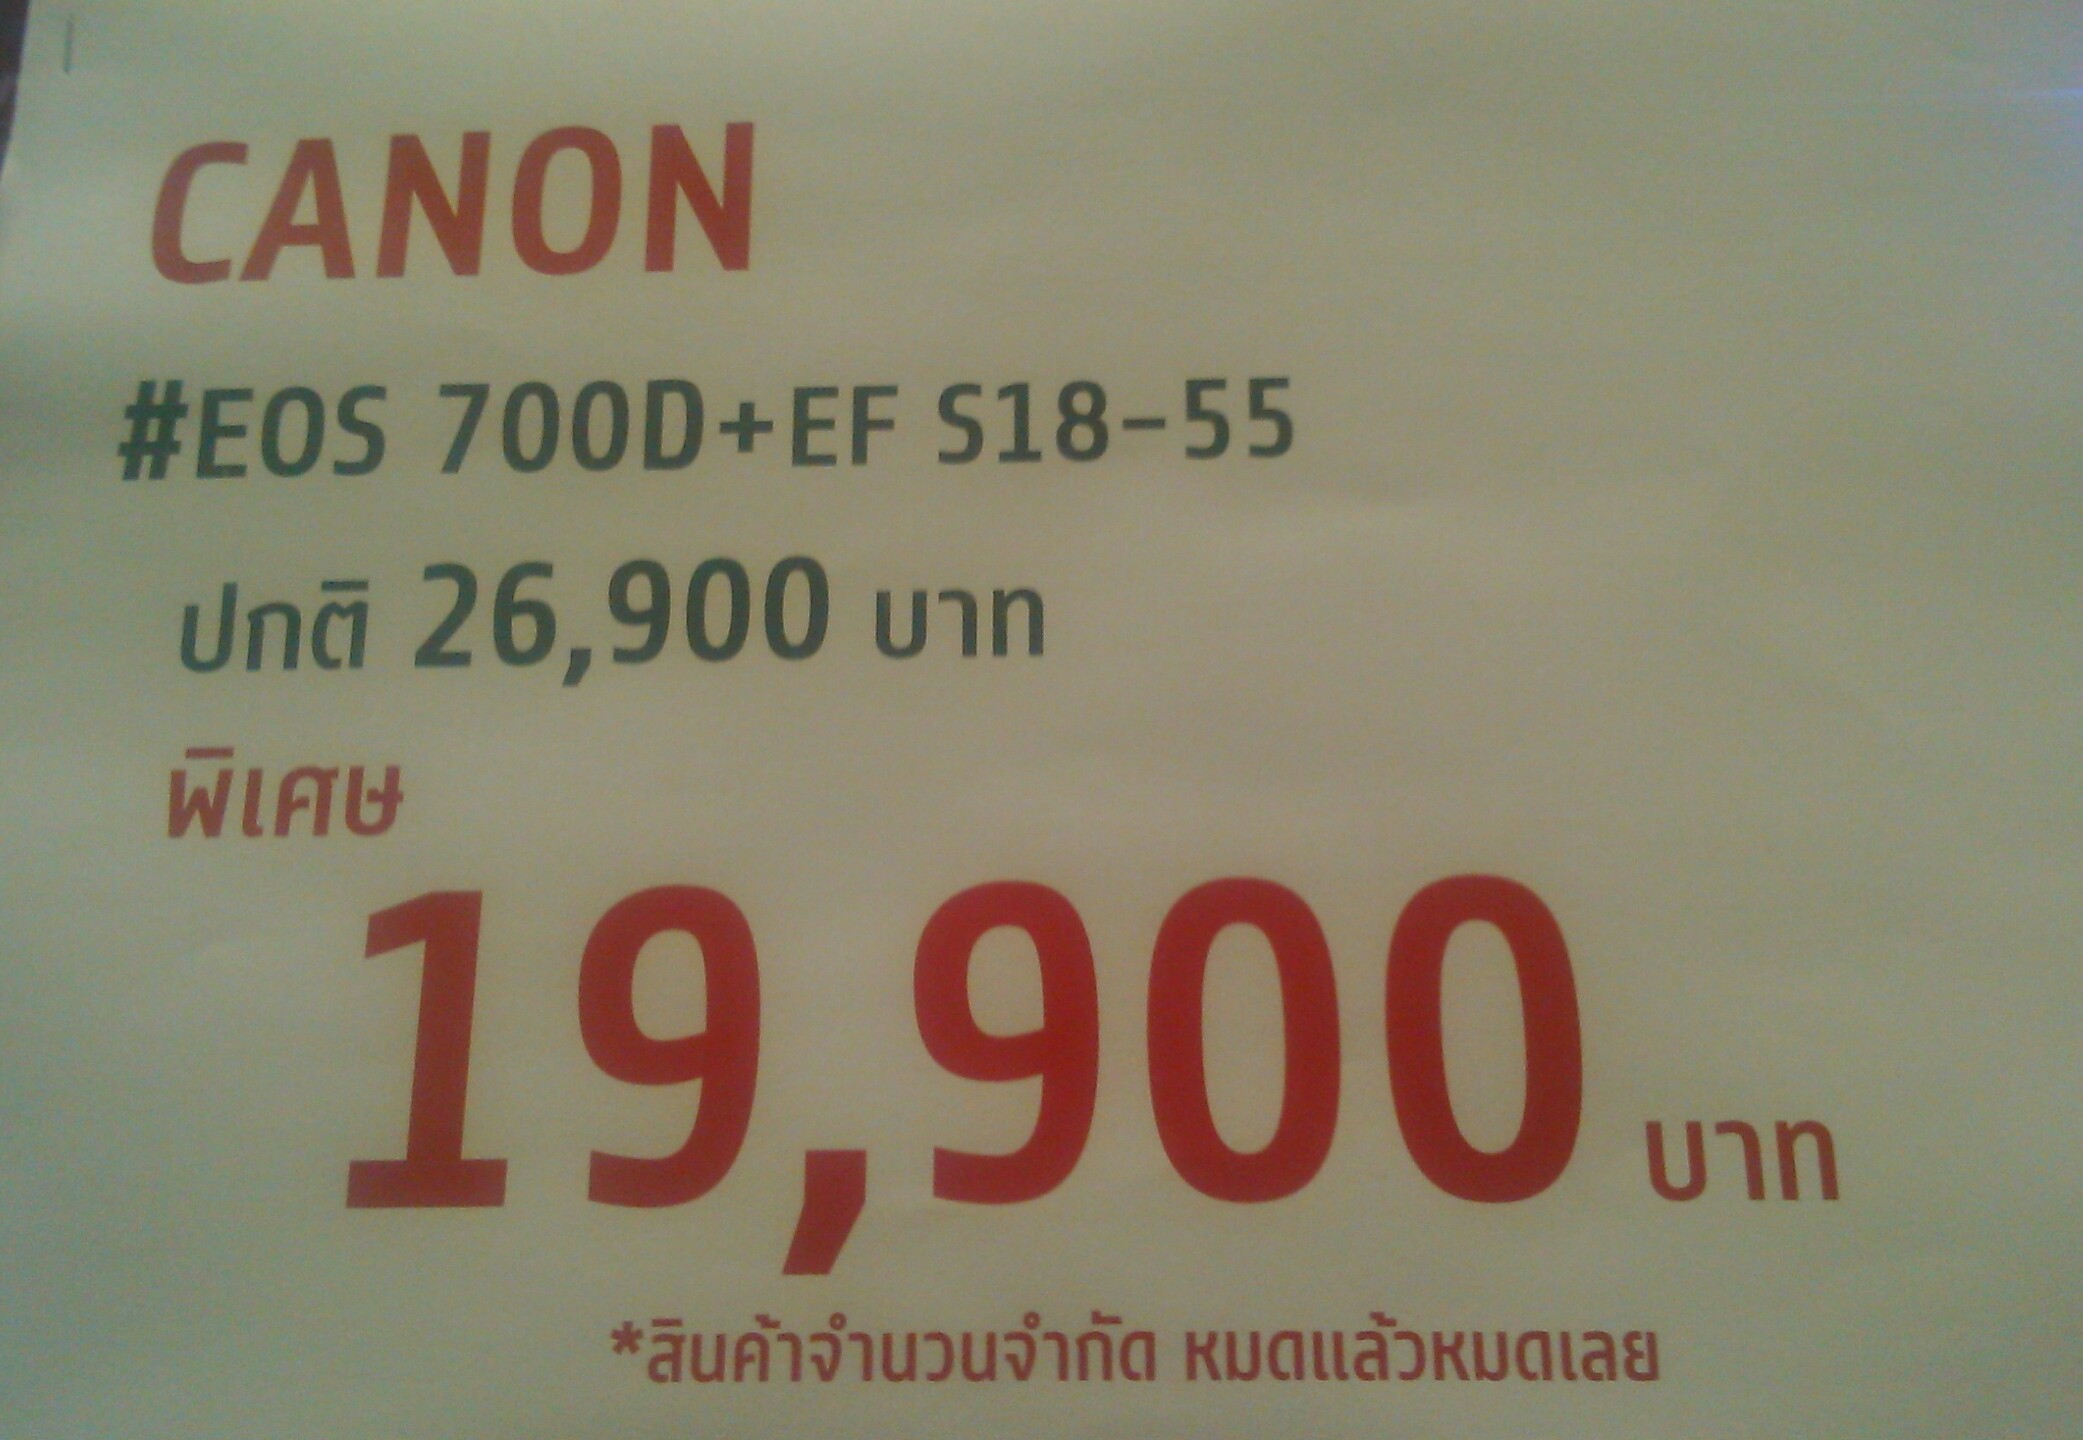 CANON
#EOS 700D+EF S18-55
ปกติ 26,900 บาท
พิเศษ
19,900 บาท
*สินค้าจำนวนจำกัด หมดแล้วหมดเลย